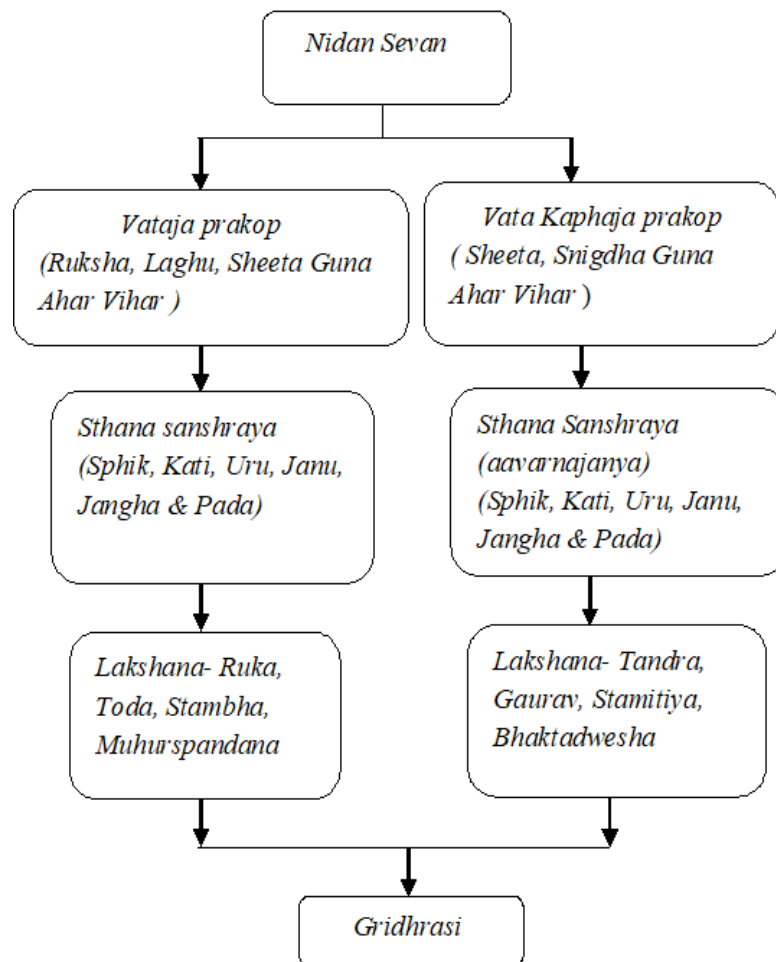 Nidan Sevan
Vataja prakop
(Ruksha, Laghu, Sheeta Guna
Ahar Vihar )
Vata Kaphaja prakop
( Sheeta, Snigdha Guna
Ahar Vihar )
Sthana sanshraya
(Sphik, Kati, Uru, Janu,
Jangha & Pada)
Sthana Sanshraya
(aavarnajanya)
(Sphik, Kati, Uru, Janu,
Jangha & Pada)
Lakshana- Ruka,
Toda, Stambha,
Muhurspandana
Lakshana- Tandra,
Gaurav, Stamitiya,
Bhaktadwesha
Gridhrasi